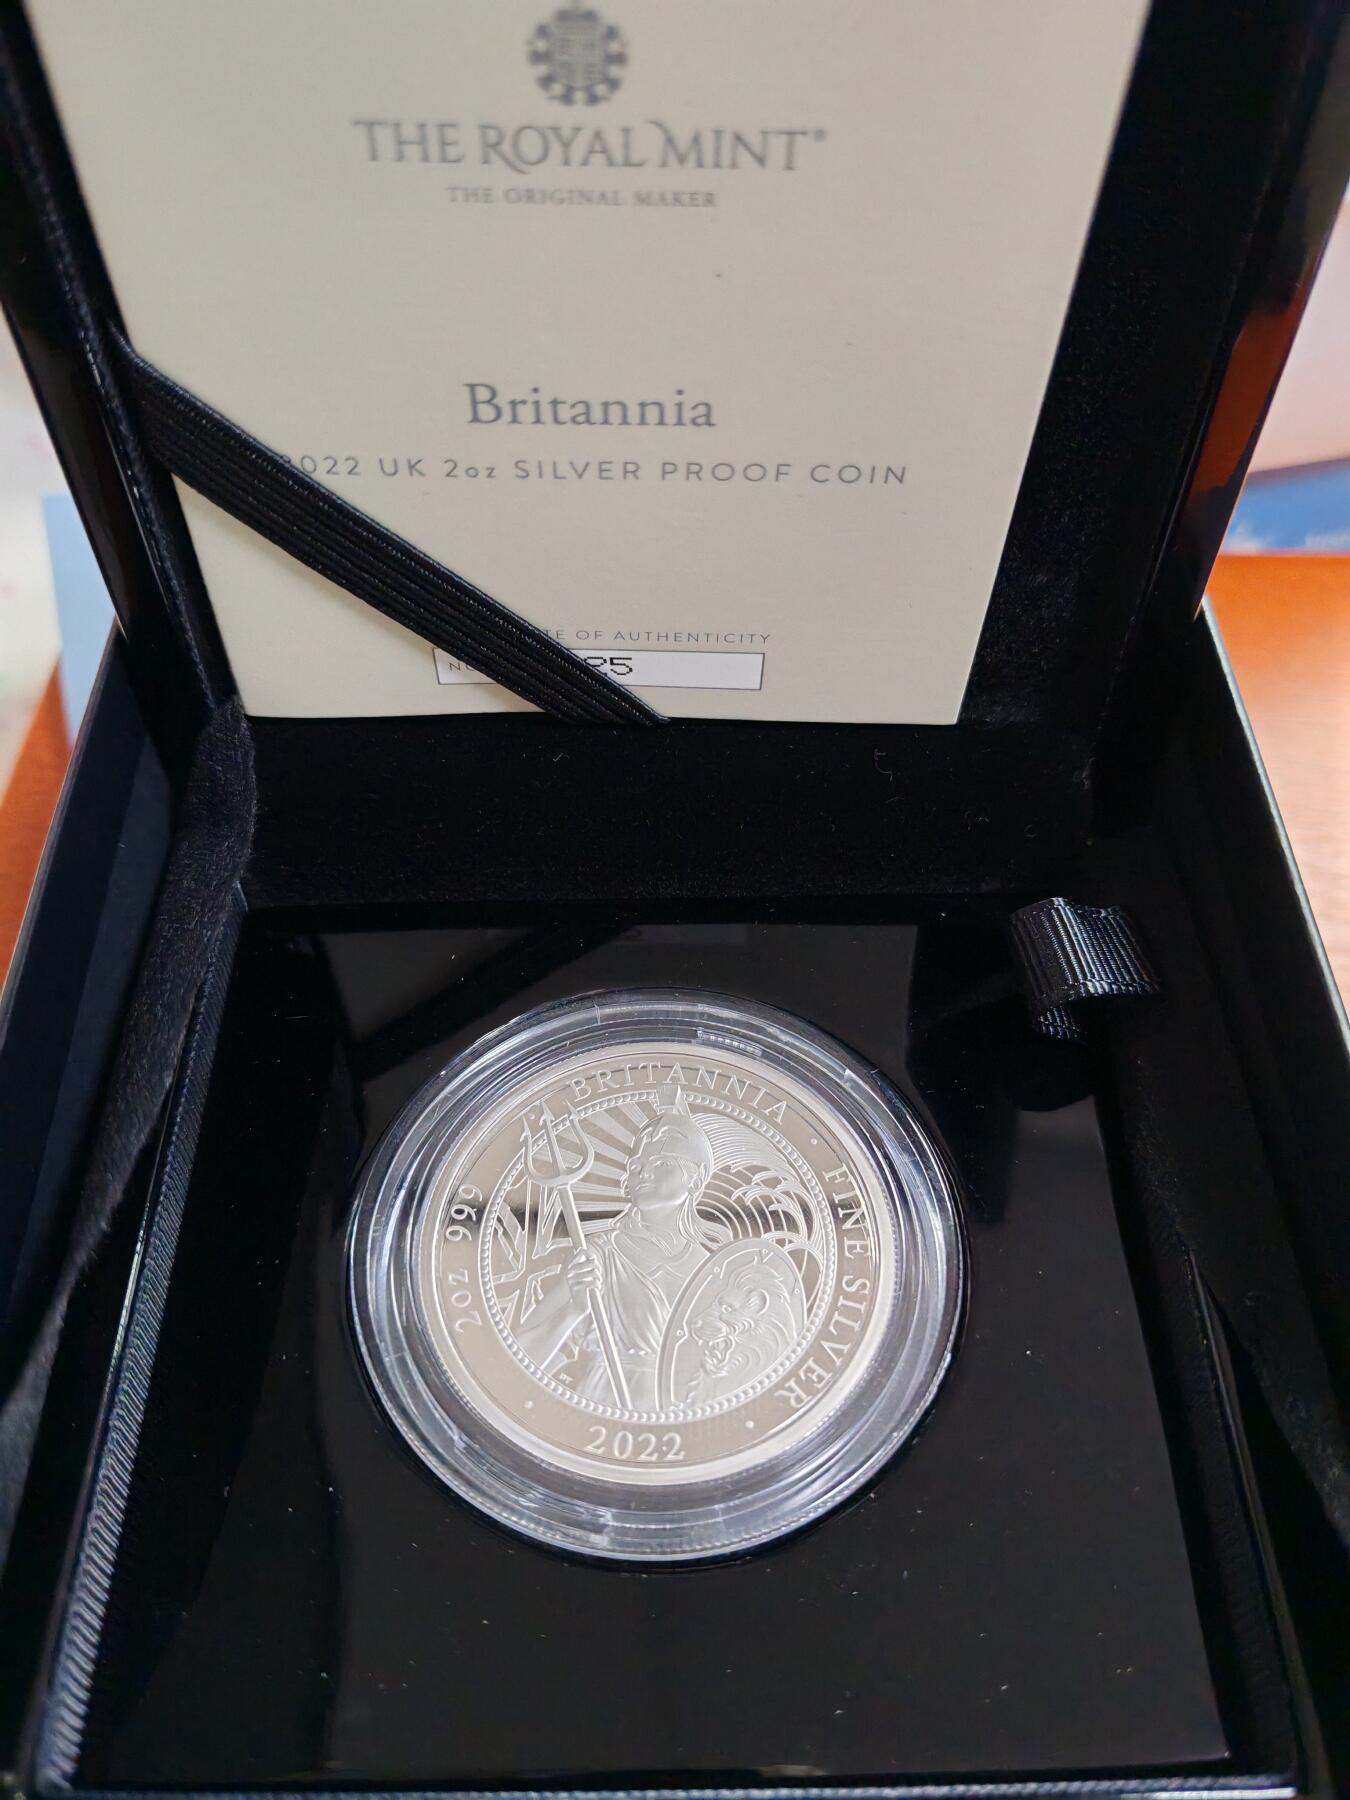 THE ROYAL MINT®
THE ORIGINAL MAKER
Britannia
2022 UK 2oz SILVER PROOF COIN
OF AUTHENTICITY
BRITANNIA · FINE SILVER · 2022 · 2OZ 999